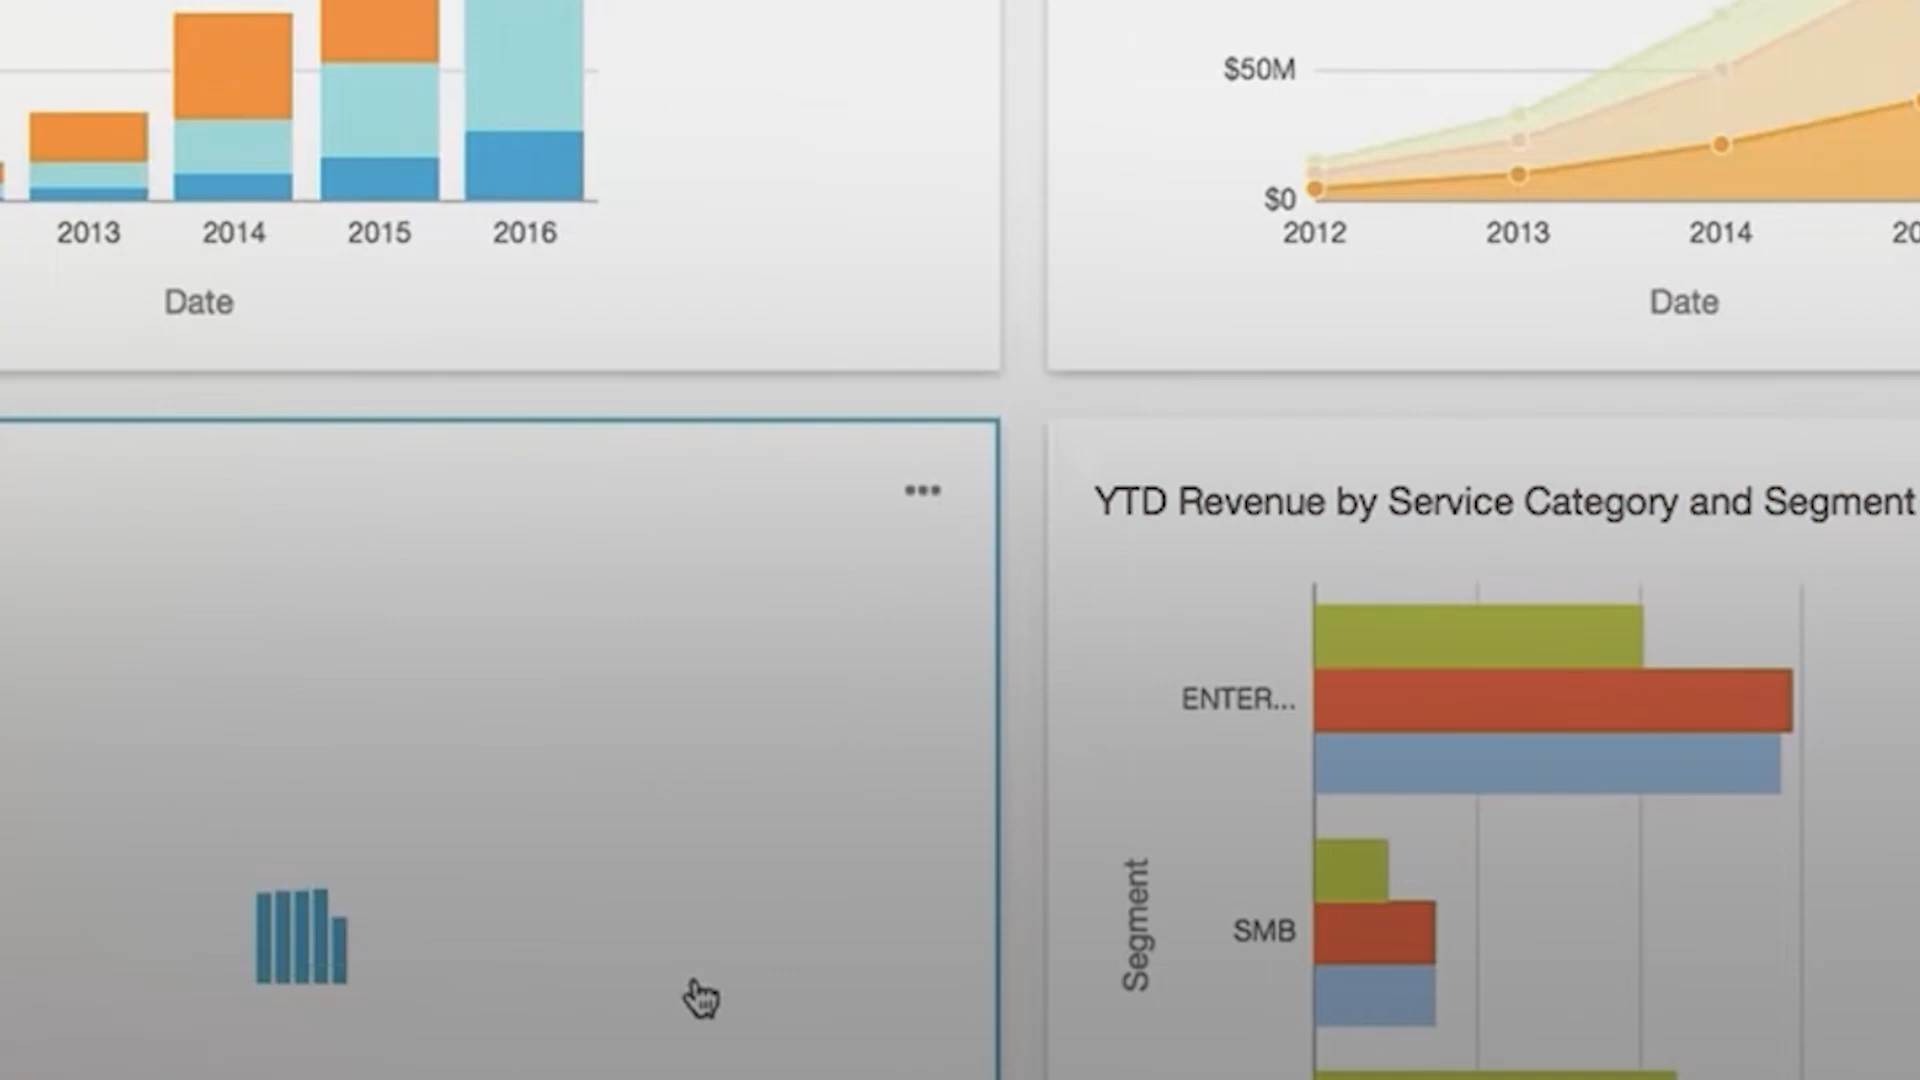 2013 2014 2015 2016
Date
$50M
$0
2012 2013 2014
Date
YTD Revenue by Service Category and Segment
ENTER...
SMB
Segment